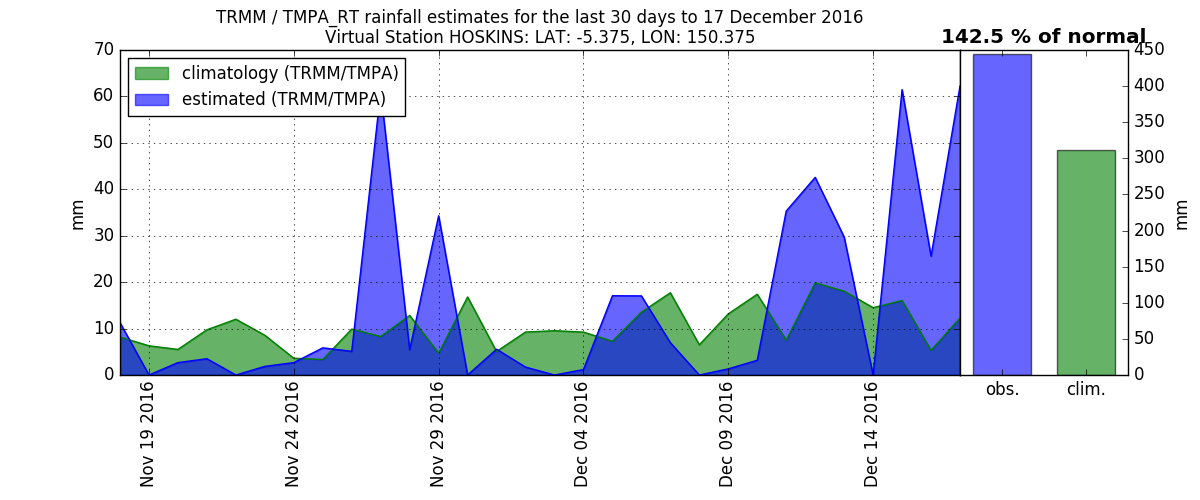 TRMM / TMPA_RT rainfall estimates for the last 30 days to 17 December 2016
Virtual Station HOSKINS: LAT: -5.375, LON: 150.375
142.5 % of normal
climatology (TRMM/TMPA)
estimated (TRMM/TMPA)
mm
70
60
50
40
30
20
10
0
Nov 19 2016
Nov 24 2016
Nov 29 2016
Dec 04 2016
Dec 09 2016
Dec 14 2016
obs.
clim.
450
400
350
300
250
200
150
100
50
0
mm